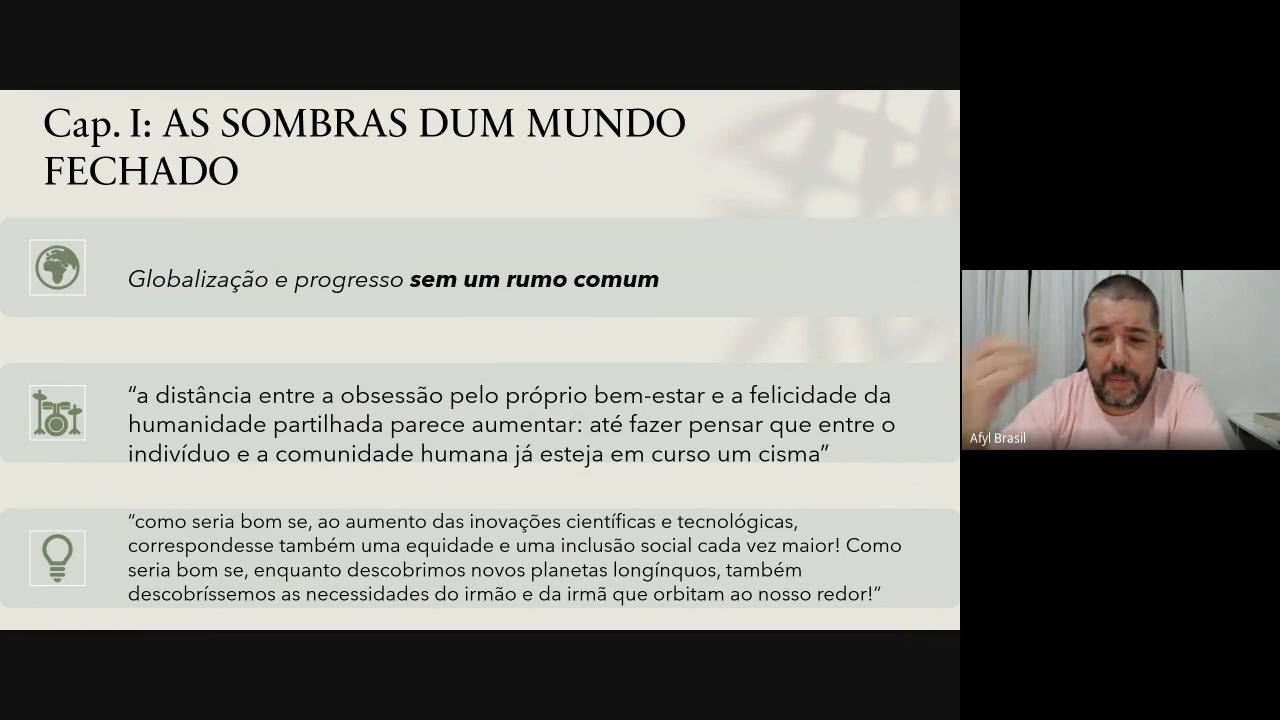 Cap. I: AS SOMBRAS DUM MUNDO
FECHADO
Globalização e progresso sem um rumo comum
“a distância entre a obsessão pelo próprio bem-estar e a felicidade da
humanidade partilhada parece aumentar: até fazer pensar que entre o
indivíduo e a comunidade humana já esteja em curso um cisma”
“como seria bom se, ao aumento das inovações científicas e tecnológicas,
correspondesse também uma equidade e uma inclusão social cada vez maior! Como
seria bom se, enquanto descobrimos novos planetas longínquos, também
descobríssemos as necessidades do irmão e da irmã que orbitam ao nosso redor!”
Afyl Brasil